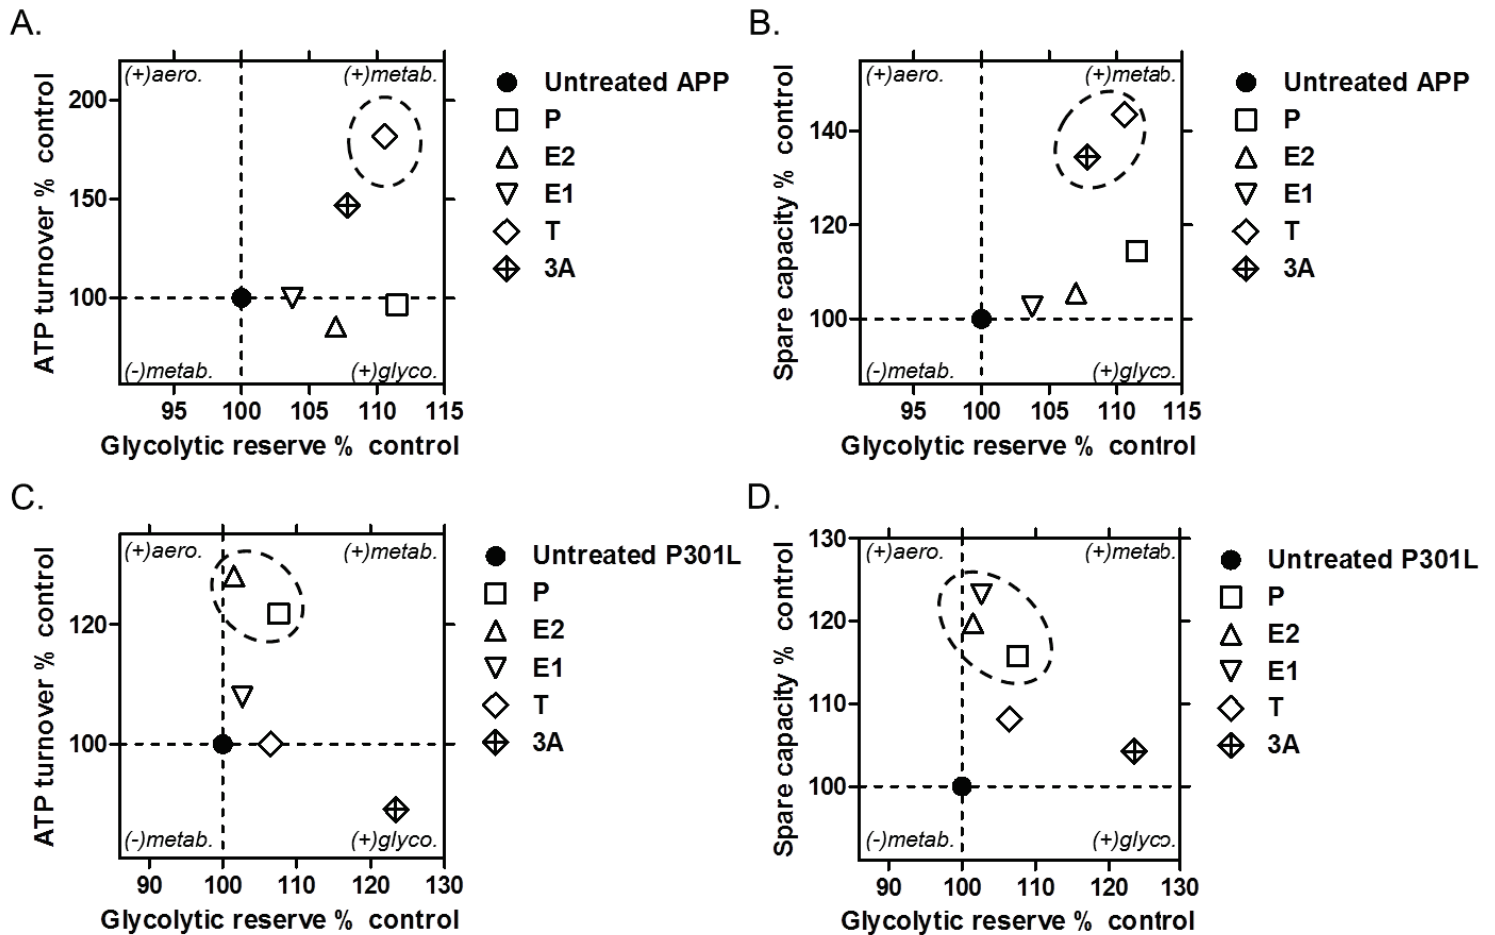 A.
ATP turnover % control
(+)aero.
(+)metab.
(-)metab.
(+)glyco.
200
150
100
95 100 105 110 115
Glycolytic reserve % control
Untreated APP
P
E2
E1
T
3A
B.
Spare capacity % control
(+)aero.
(+)metab.
(-)metab.
(+)glyco.
140
120
100
95 100 105 110 115
Glycolytic reserve % control
Untreated APP
P
E2
E1
T
3A
C.
ATP turnover % control
(+)aero.
(+)metab.
(-)metab.
(+)glyco.
120
100
90 100 110 120 130
Glycolytic reserve % control
Untreated P301L
P
E2
E1
T
3A
D.
Spare capacity % control
(+)aero.
(+)metab.
(-)metab.
(+)glyco.
130
120
110
100
90 100 110 120 130
Glycolytic reserve % control
Untreated P301L
P
E2
E1
T
3A